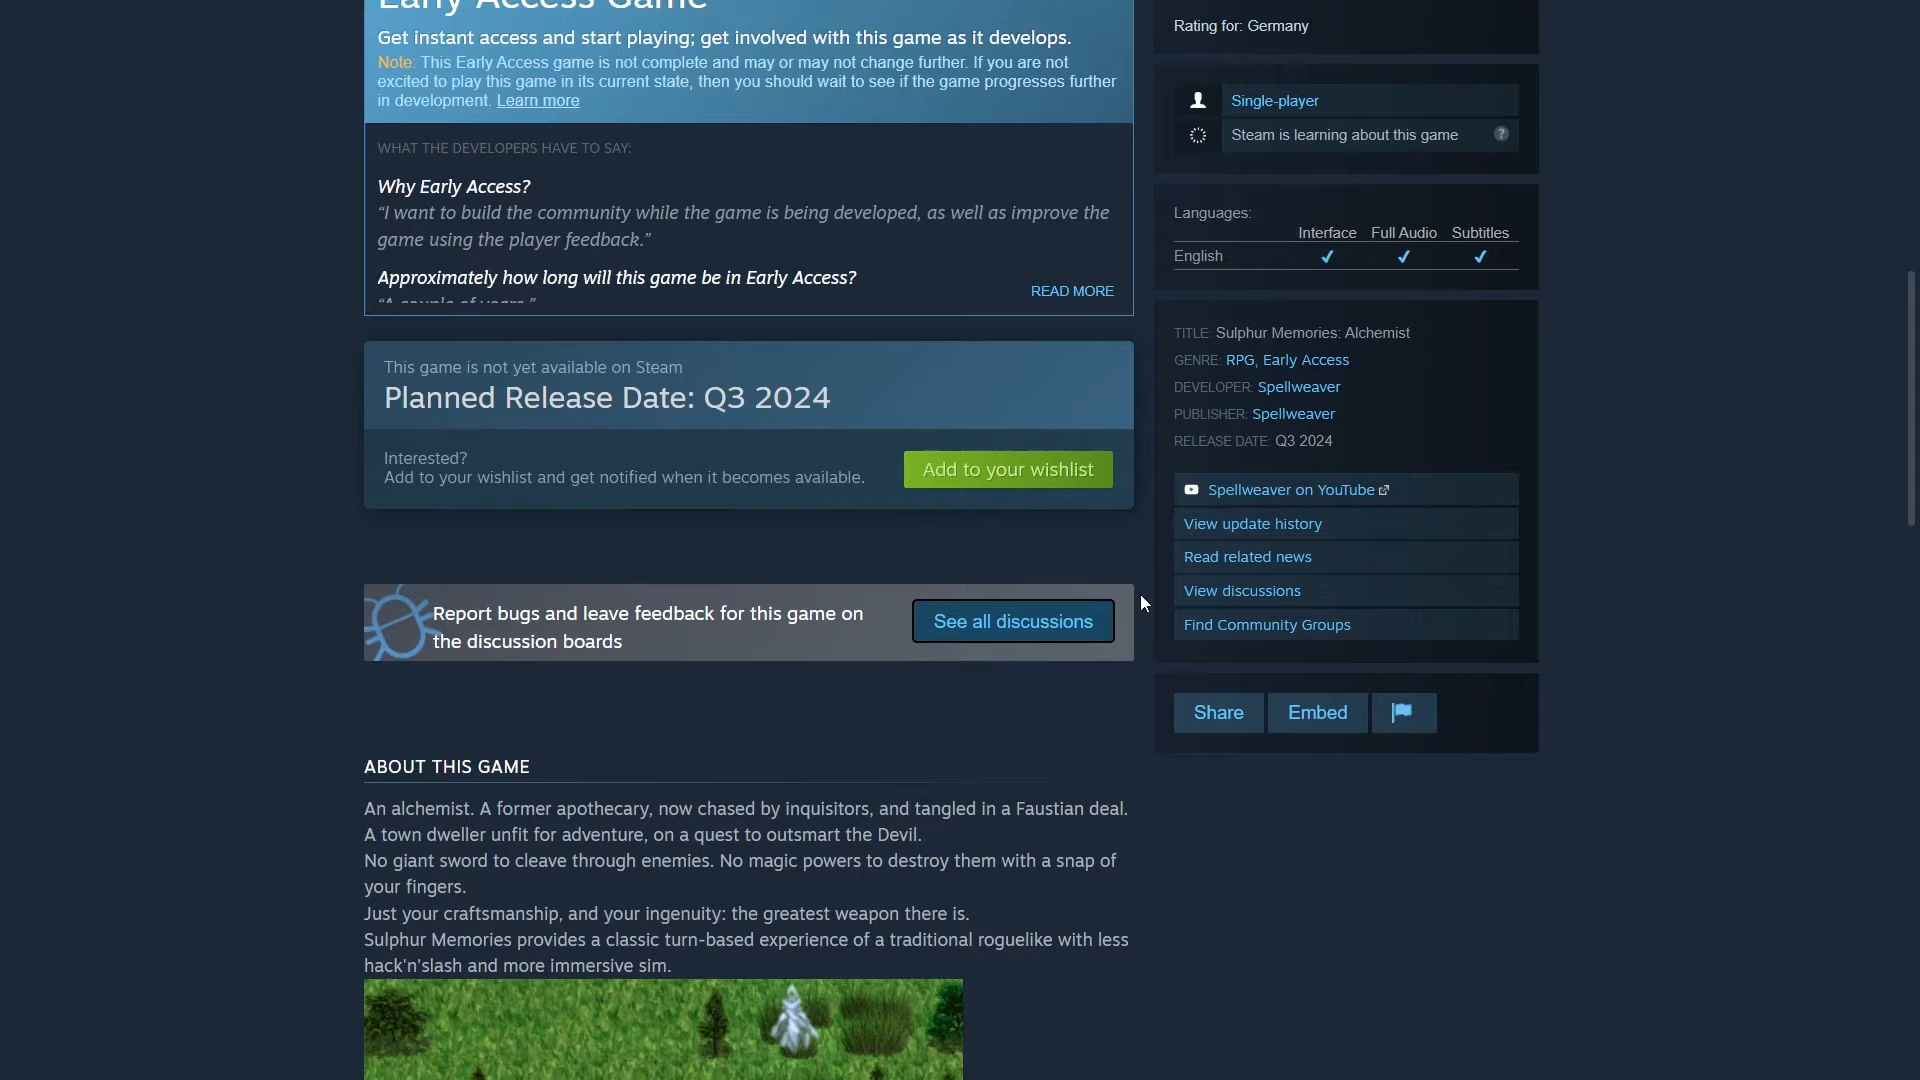 Early Access Game
Get instant access and start playing; get involved with this game as it develops.
Note: This Early Access game is not complete and may or may not change further. If you are not
excited to play this game in its current state, then you should wait to see if the game progresses further
in development. Learn more
WHAT THE DEVELOPERS HAVE TO SAY:
Why Early Access?
“I want to build the community while the game is being developed, as well as improve the
game using the player feedback.”
Approximately how long will this game be in Early Access?
“A couple of years.”
READ MORE
This game is not yet available on Steam
Planned Release Date: Q3 2024
Interested?
Add to your wishlist and get notified when it becomes available.
Add to your wishlist
Report bugs and leave feedback for this game on
the discussion boards
See all discussions
ABOUT THIS GAME
An alchemist. A former apothecary, now chased by inquisitors, and tangled in a Faustian deal.
A town dweller unfit for adventure, on a quest to outsmart the Devil.
No giant sword to cleave through enemies. No magic powers to destroy them with a snap of
your fingers.
Just your craftsmanship, and your ingenuity: the greatest weapon there is.
Sulphur Memories provides a classic turn-based experience of a traditional roguelike with less
hack'n'slash and more immersive sim.
Rating for: Germany
Single-player
Steam is learning about this game ?
Languages:
Interface Full Audio Subtitles
English ✔ ✔ ✔
TITLE: Sulphur Memories: Alchemist
GENRE: RPG, Early Access
DEVELOPER: Spellweaver
PUBLISHER: Spellweaver
RELEASE DATE: Q3 2024
Spellweaver on YouTube
View update history
Read related news
View discussions
Find Community Groups
Share Embed